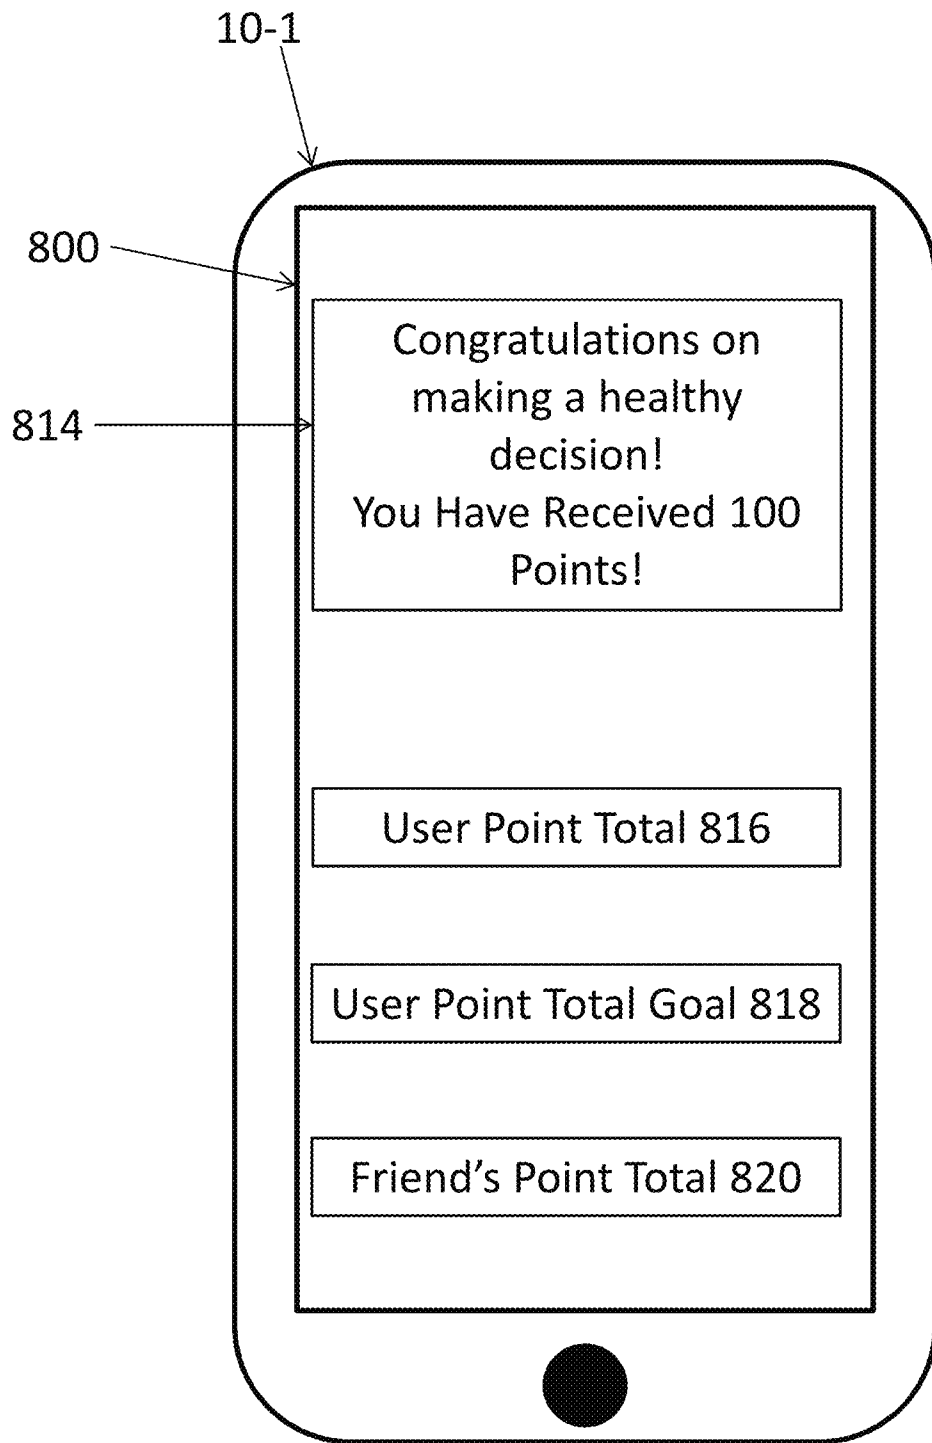 10-1
800
Congratulations on
making a healthy
decision!
You Have Received 100
Points!
814
User Point Total 816
User Point Total Goal 818
Friend's Point Total 820